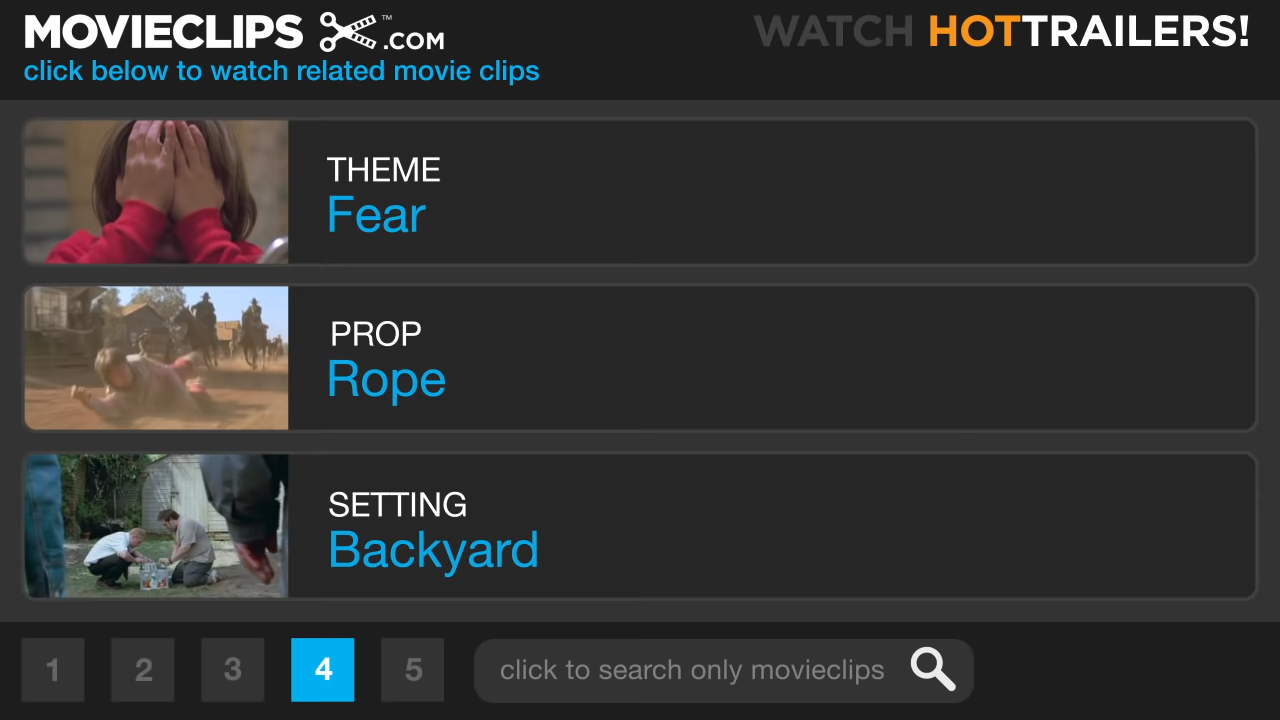 MOVIECLIPS ™ .COM
WATCH HOTTRAILERS!
click below to watch related movie clips
THEME
Fear
PROP
Rope
SETTING
Backyard
1 2 3 4 5 click to search only movieclips